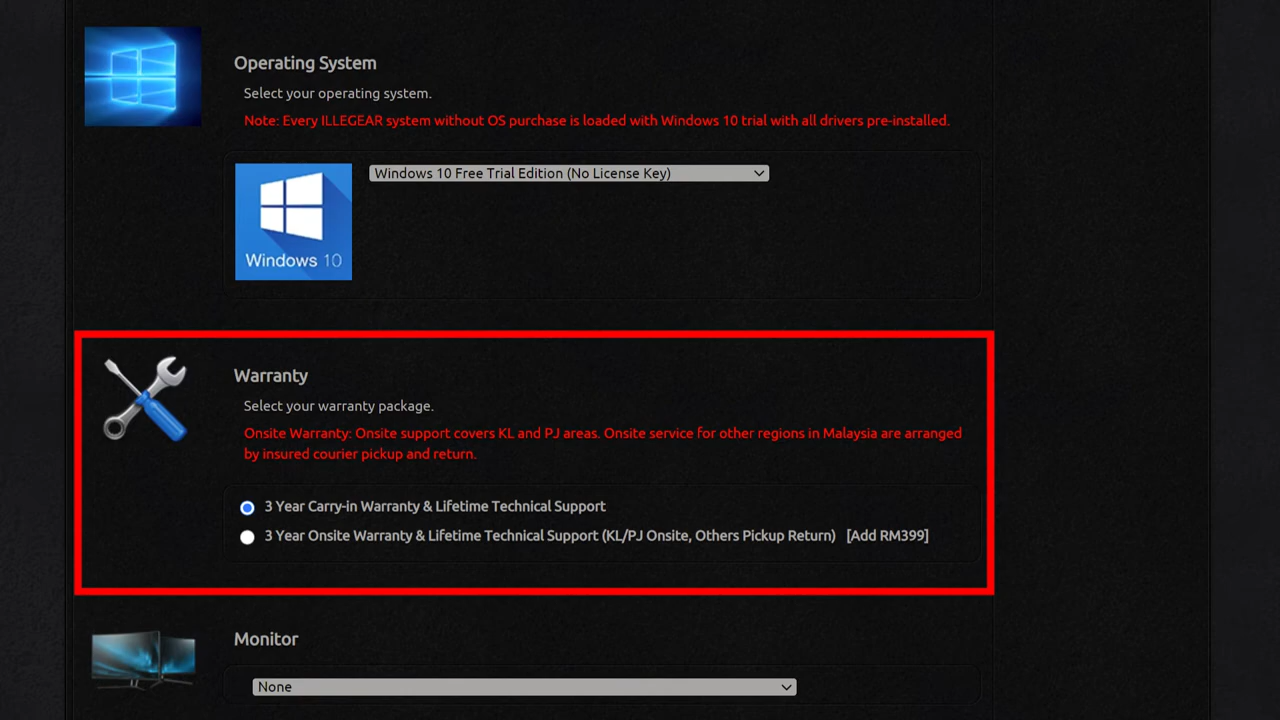 Operating System
Select your operating system.
Note: Every ILLEGEAR system without OS purchase is loaded with Windows 10 trial with all drivers pre-installed.
Windows 10 Free Trial Edition (No License Key)
Windows 10
Warranty
Select your warranty package.
Onsite Warranty: Onsite support covers KL and PJ areas. Onsite service for other regions in Malaysia are arranged
by insured courier pickup and return.
3 Year Carry-in Warranty & Lifetime Technical Support
3 Year Onsite Warranty & Lifetime Technical Support (KL/PJ Onsite, Others Pickup Return) [Add RM399]
Monitor
None